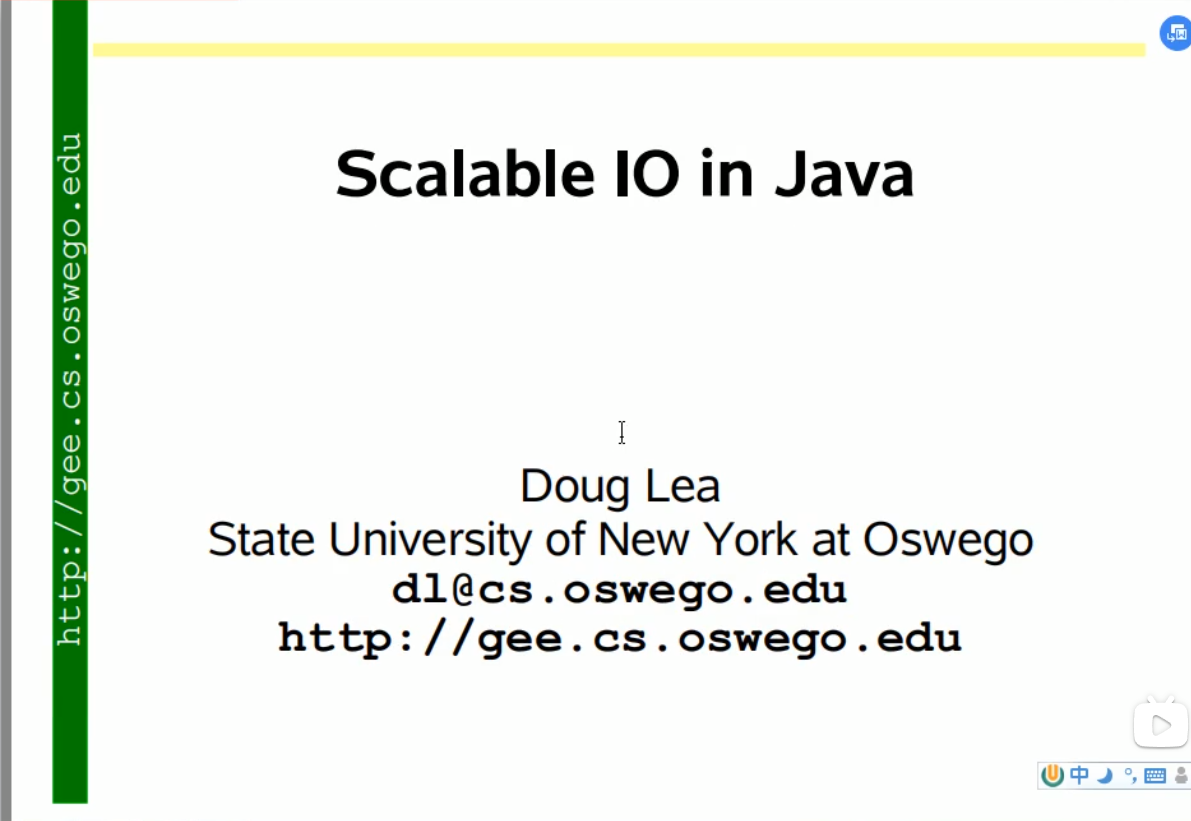 http://gee.cs.oswego.edu
Scalable IO in Java
Doug Lea
State University of New York at Oswego
dl@cs.oswego.edu
http://gee.cs.oswego.edu
中